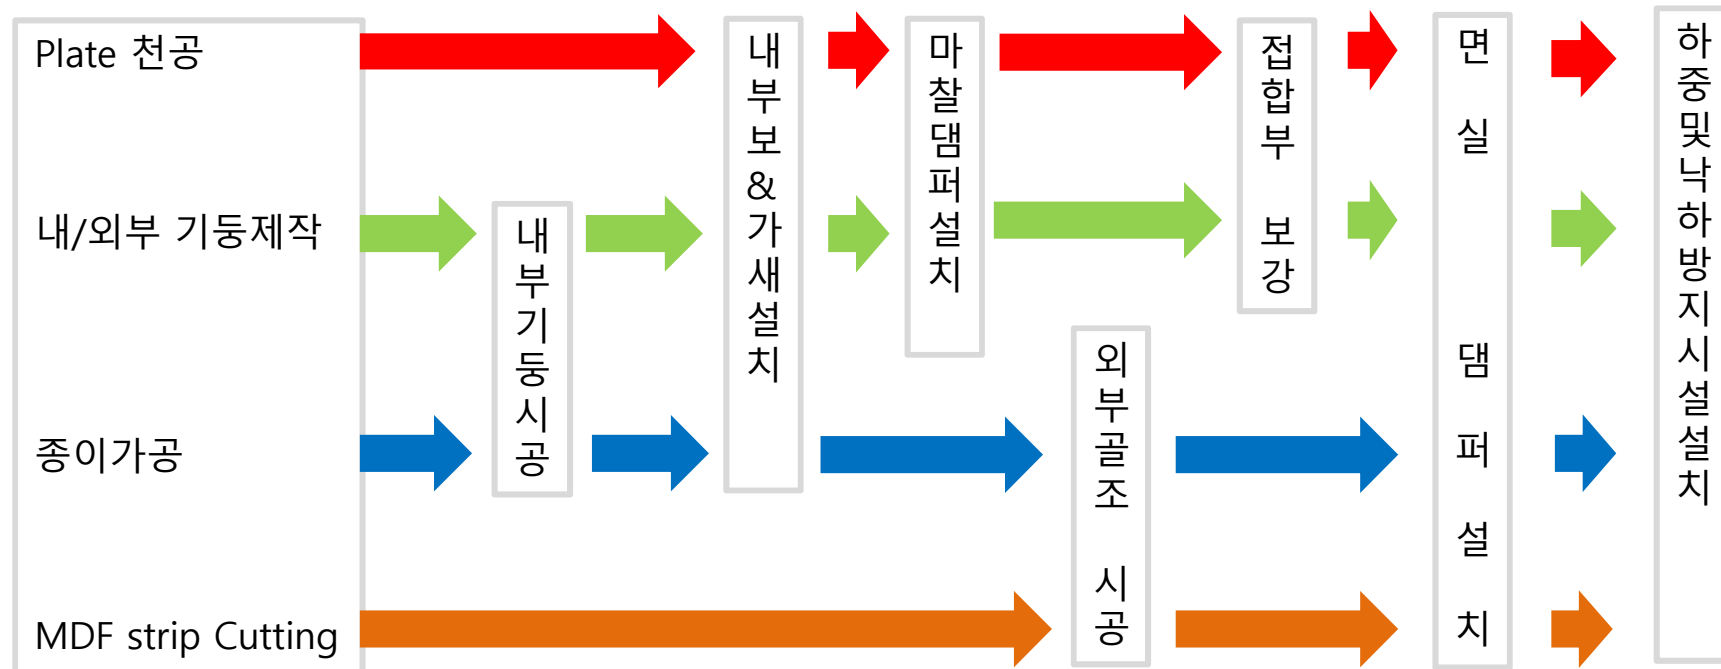 Plate 천공
내/외부 기둥제작
종이가공
MDF strip Cutting
내부기둥시공
내부보&가새설치
마찰댐퍼설치
외부골조 시공
접합부 보강
면실 댐퍼설치
하중및낙하방지시설설치